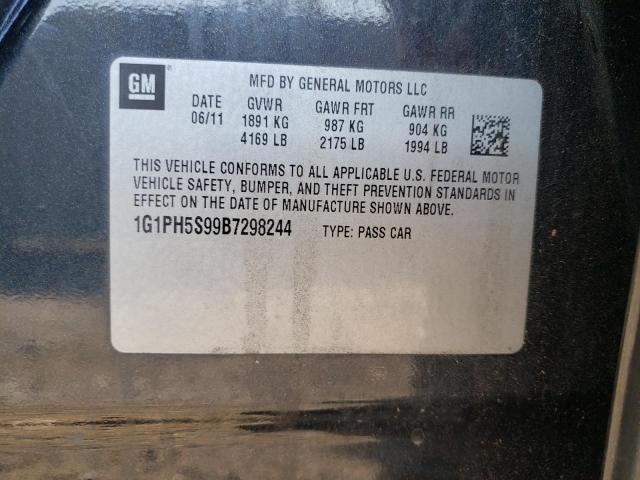 GM ®
MFD BY GENERAL MOTORS LLC
DATE GVWR GAWR FRT GAWR RR
06/11 1891 KG 987 KG 904 KG
4169 LB 2175 LB 1994 LB
THIS VEHICLE CONFORMS TO ALL APPLICABLE U.S. FEDERAL MOTOR
VEHICLE SAFETY, BUMPER, AND THEFT PREVENTION STANDARDS IN
EFFECT ON THE DATE OF MANUFACTURE SHOWN ABOVE.
1G1PH5S99B7298244 TYPE: PASS CAR